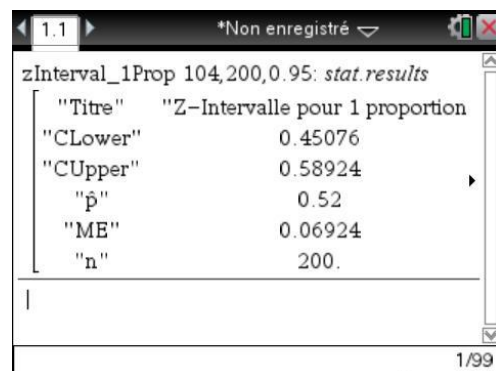 1.1 *Non enregistré
zInterval_1Prop 104,200,0.95: stat.results
"Titre" "Z−Intervalle pour 1 proportion
"CLower" 0.45076
"CUpper" 0.58924
"p̂" 0.52
"ME" 0.06924
"n" 200.
1/99